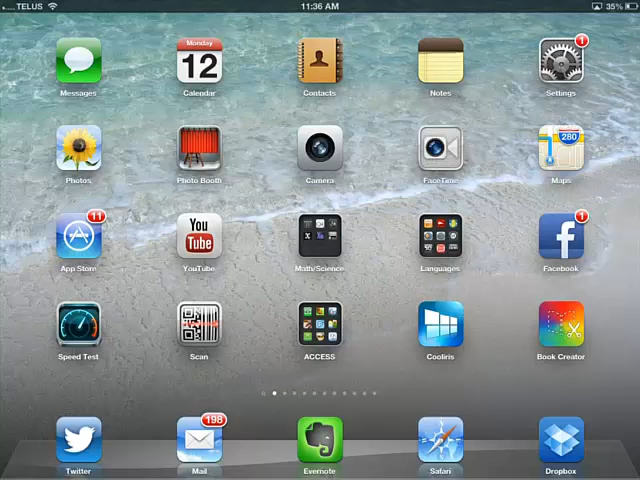 TELUS 11:36 AM 35%
Monday
12
1
280
Messages Calendar Contacts Notes Settings
Photos Photo Booth Camera FaceTime Maps
11
You
Tube
1
App Store YouTube Math/Science Languages Facebook
Speed Test Scan ACCESS Cooliris Book Creator
198
Twitter Mail Evernote Safari Dropbox